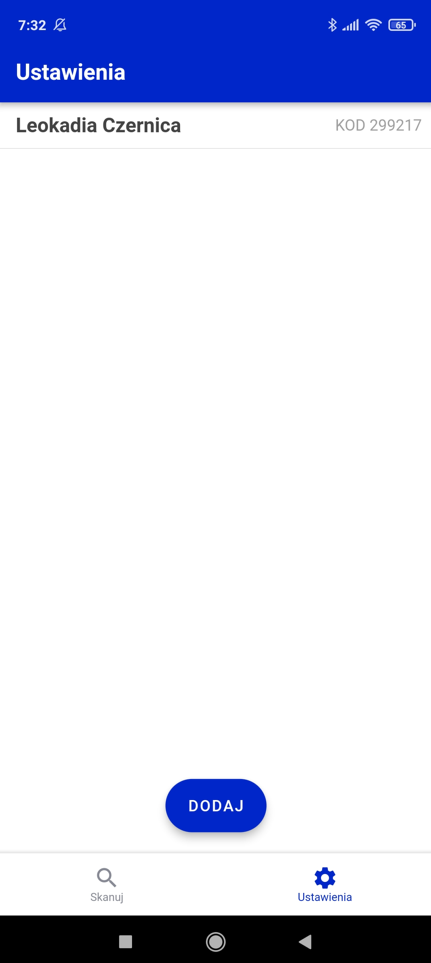 7:32 65
Ustawienia
Leokadia Czernica KOD 299217
DODAJ
Skanuj Ustawienia